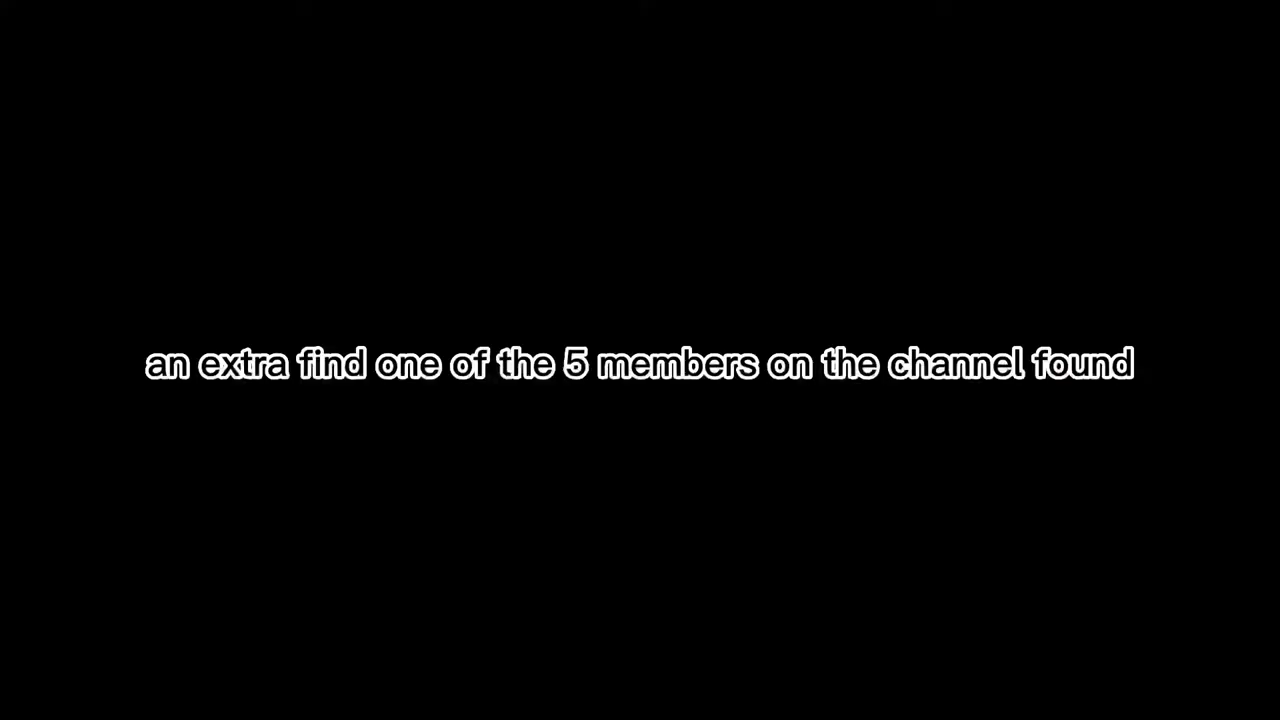 an extra find one of the 5 members on the channel found